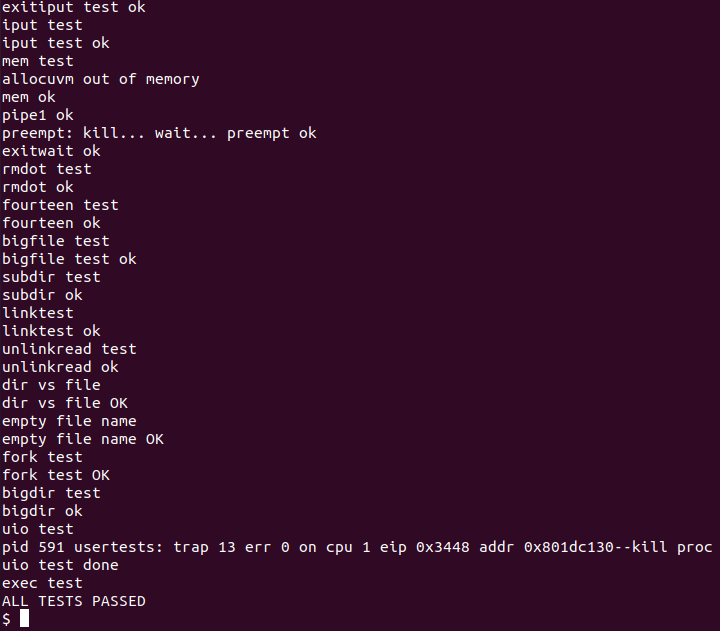 exitiput test ok
iput test
iput test ok
mem test
allocuvm out of memory
mem ok
pipe1 ok
preempt: kill... wait... preempt ok
exitwait ok
rmdot test
rmdot ok
fourteen test
fourteen ok
bigfile test
bigfile test ok
subdir test
subdir ok
linktest
linktest ok
unlinkread test
unlinkread ok
dir vs file
dir vs file OK
empty file name
empty file name OK
fork test
fork test OK
bigdir test
bigdir ok
uio test
pid 591 usertests: trap 13 err 0 on cpu 1 eip 0x3448 addr 0x801dc130--kill proc
uio test done
exec test
ALL TESTS PASSED
$